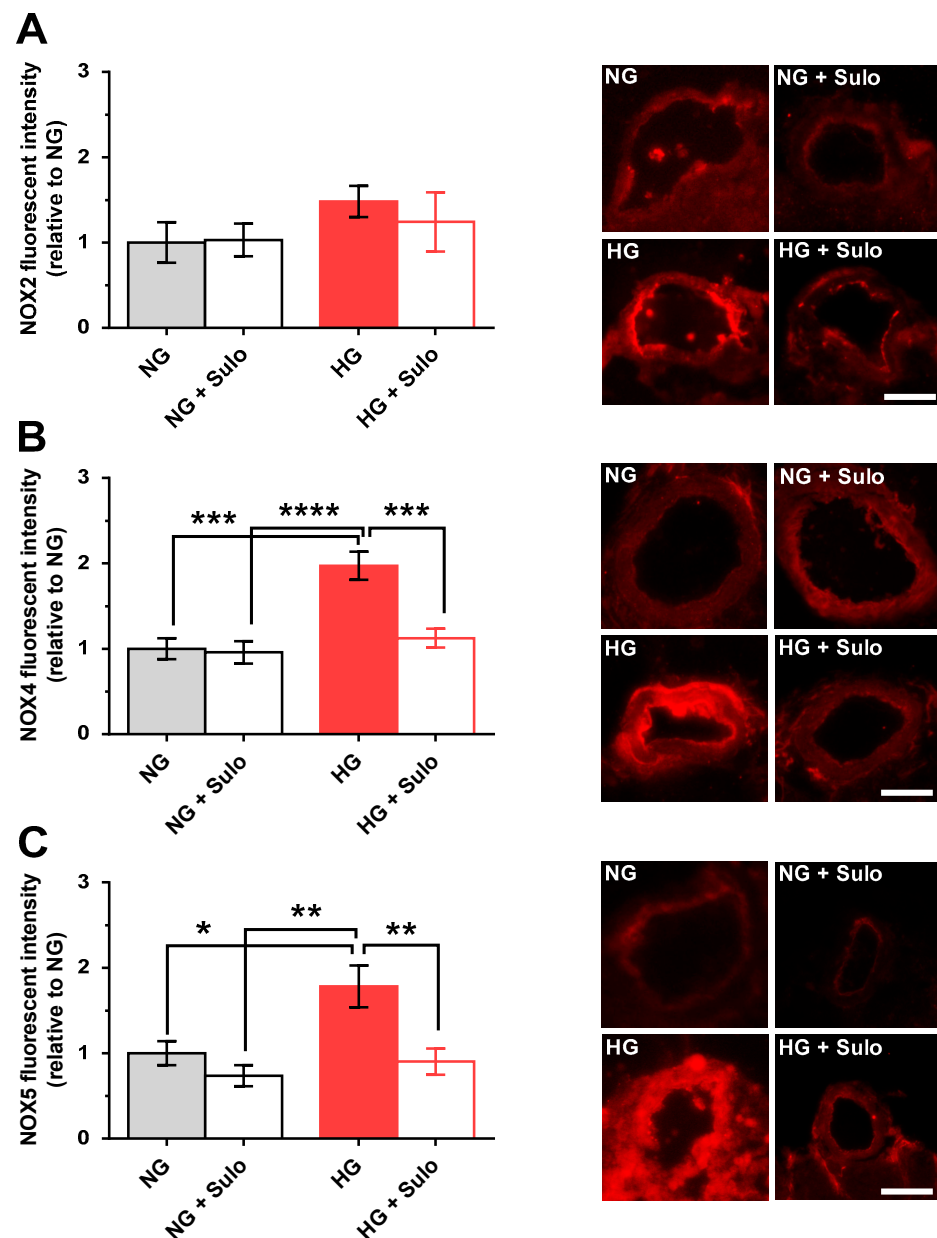 A
NOX2 fluorescent intensity
(relative to NG)
3
2
1
0
NG
NG + Sulo
HG
HG + Sulo
NG
NG + Sulo
HG
HG + Sulo
B
NOX4 fluorescent intensity
(relative to NG)
3
2
1
0
***
****
***
NG
NG + Sulo
HG
HG + Sulo
NG
NG + Sulo
HG
HG + Sulo
C
NOX5 fluorescent intensity
(relative to NG)
3
2
1
0
*
**
**
NG
NG + Sulo
HG
HG + Sulo
NG
NG + Sulo
HG
HG + Sulo